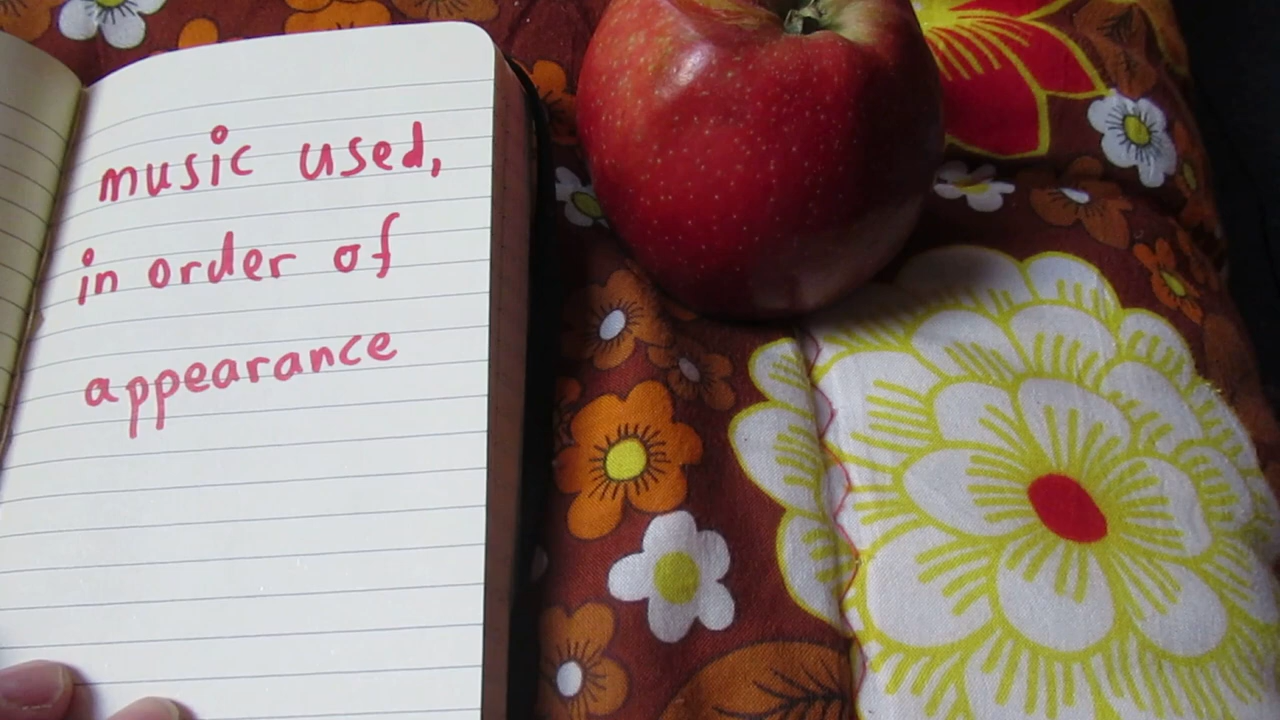 music used,
in order of
appearance